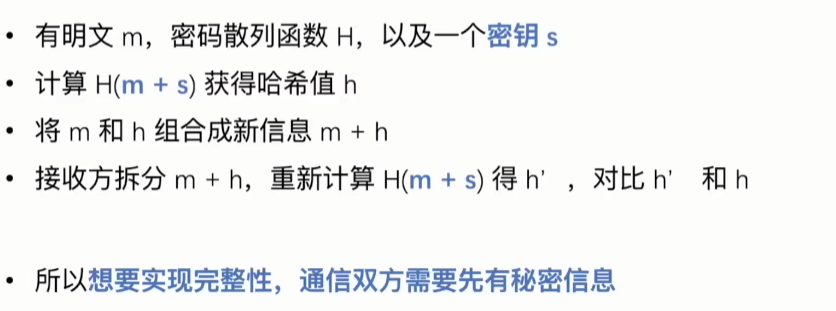 • 有明文 m，密码散列函数 H，以及一个密钥 s
• 计算 H(m + s) 获得哈希值 h
• 将 m 和 h 组合成新信息 m + h
• 接收方拆分 m + h，重新计算 H(m + s) 得 h’ ，对比 h’ 和 h
• 所以想要实现完整性，通信双方需要先有秘密信息